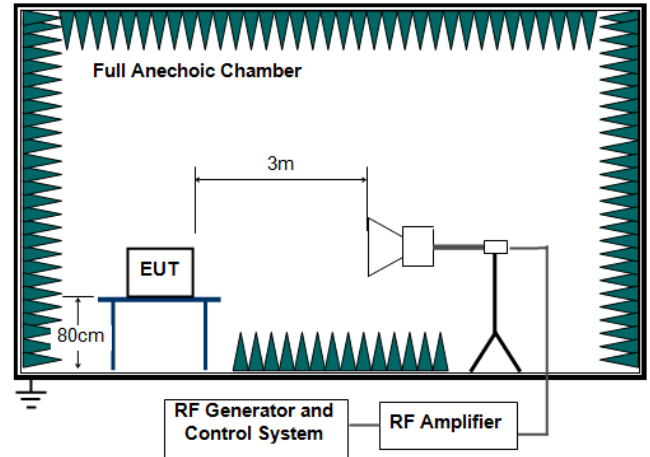 Full Anechoic Chamber
3m
EUT
80cm
RF Generator and
Control System
RF Amplifier